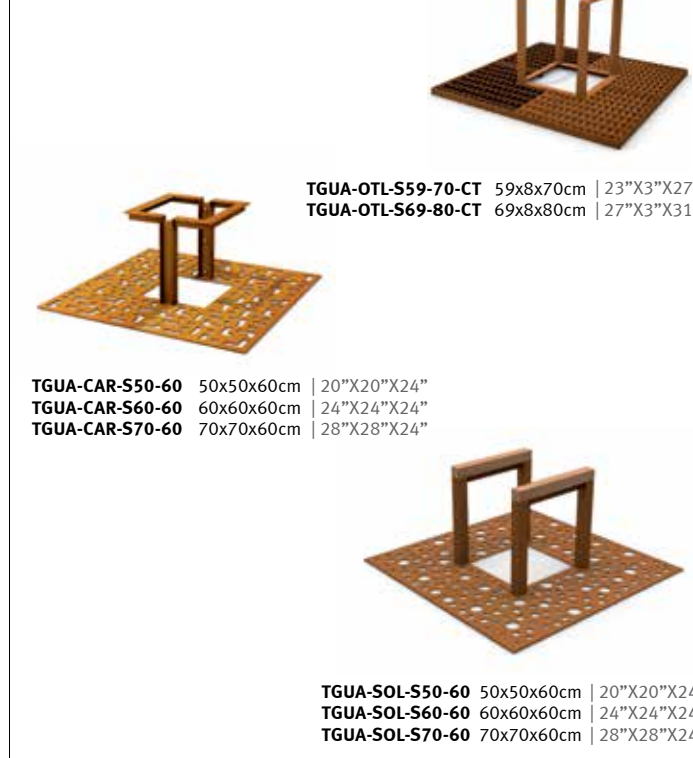 TGUA-OTL-S59-70-CT 59x8x70cm | 23”X3”X27
TGUA-OTL-S69-80-CT 69x8x80cm | 27”X3”X31
TGUA-CAR-S50-60 50x50x60cm | 20”X20”X24”
TGUA-CAR-S60-60 60x60x60cm | 24”X24”X24”
TGUA-CAR-S70-60 70x70x60cm | 28”X28”X24”
TGUA-SOL-S50-60 50x50x60cm | 20”X20”X24
TGUA-SOL-S60-60 60x60x60cm | 24”X24”X24
TGUA-SOL-S70-60 70x70x60cm | 28”X28”X24